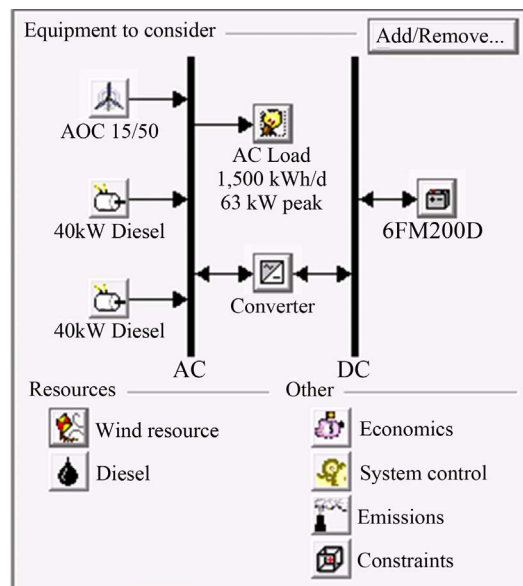 Equipment to consider
Add/Remove...
AOC 15/50
AC Load
1,500 kWh/d
63 kW peak
40kW Diesel
6FM200D
40kW Diesel
Converter
AC
DC
Resources
Other
Wind resource
Economics
Diesel
System control
Emissions
Constraints